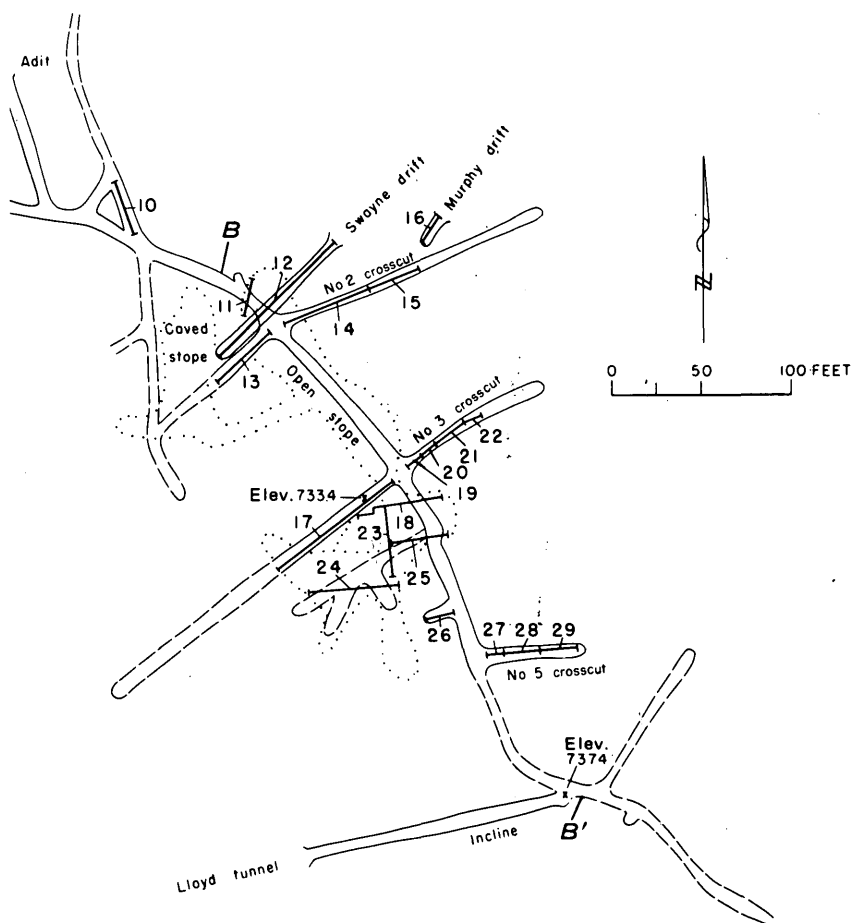 Adit
10
B
Swayne drift
Murphy drift
16
12
11
No 2 crosscut
15
14
Caved
stope
13
Open
stope
N
0 50 100 FEET
No 3 crosscut
22
21
20
19
Elev. 7334
17
18
23
25
24
26
27 28 29
No 5 crosscut
Elev.
7374
B'
Incline
Lloyd tunnel